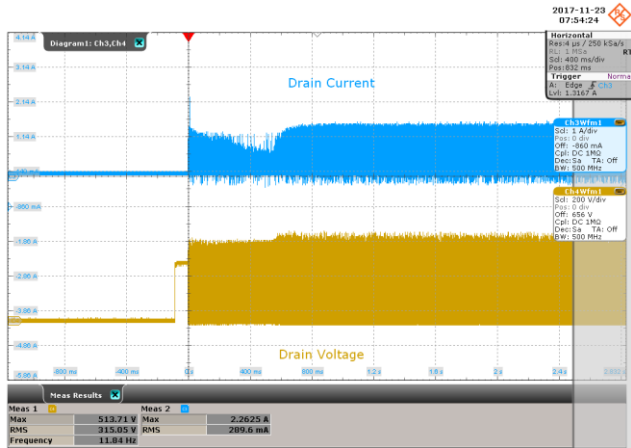 2017-11-23
07:54:24
Diagram1: Ch3,Ch4
Horizontal
Res:4 µs / 250 kSa/s
RL: 1 MSa RT
Scl: 400 ms/div
Pos:832 ms
Trigger Norma
A: Edge Ch3
Lvl: 1.3167 A
4.14 A
3.14 A
2.14 A
1.14 A
-860 mA
-1.86 A
-2.86 A
-3.86 A
-4.86 A
-5.86 A
Drain Current
Ch3Wfm1
Scl: 1 A/div
Pos:0 div
Off: -860 mA
Cpl: DC 1MΩ
Dec:Sa TA: Off
BW: 500 MHz
Ch4Wfm1
Scl: 200 V/div
Pos:0 div
Off: 656 V
Cpl: DC 1MΩ
Dec:Sa TA: Off
BW: 500 MHz
Drain Voltage
-800 ms -400 ms 0 s 400 ms 800 ms 1.2 s 1.6 s 2 s 2.4 s
Meas Results
Meas 1 Meas 2
Max 513.71 V Max 2.2625 A
RMS 315.05 V RMS 289.6 mA
Frequency 11.84 Hz